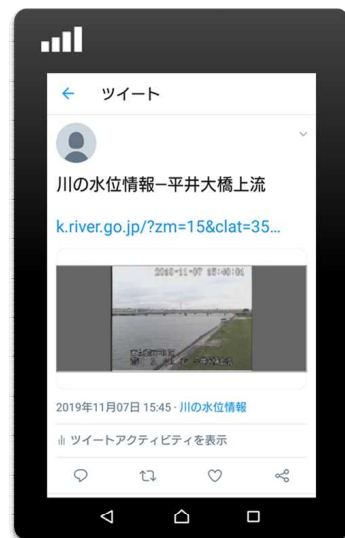 ツイート
川の水位情報–平井大橋上流
k.river.go.jp/?zm=15&clat=35...
15:40:01
2019年11月07日 15:45 · 川の水位情報
ツイートアクティビティを表示